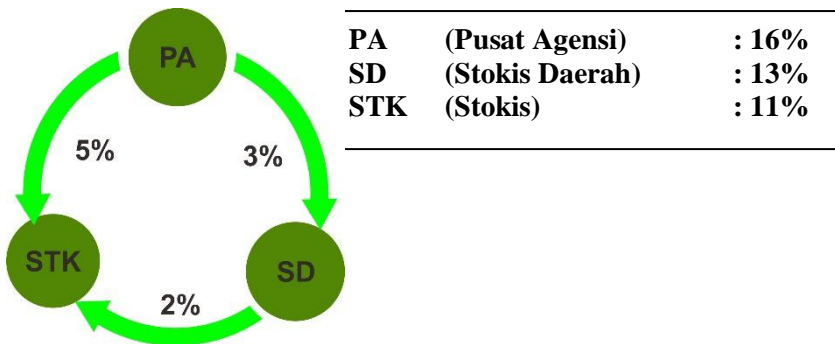 PA
5%
3%
STK
SD
2%
PA (Pusat Agensi) : 16%
SD (Stokis Daerah) : 13%
STK (Stokis) : 11%